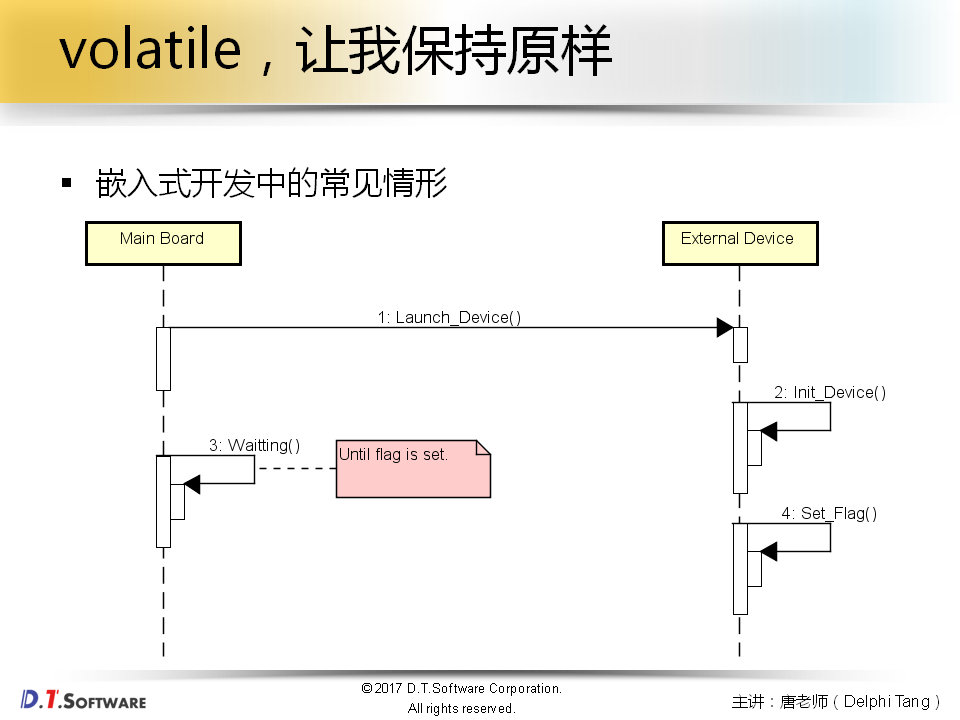 volatile，让我保持原样
▪ 嵌入式开发中的常见情形
Main Board
External Device
1: Launch_Device()
2: Init_Device()
3: Waitting()
Until flag is set.
4: Set_Flag()
D.T.SOFTWARE
©2017 D.T.Software Corporation.
All rights reserved.
主讲：唐老师（Delphi Tang）